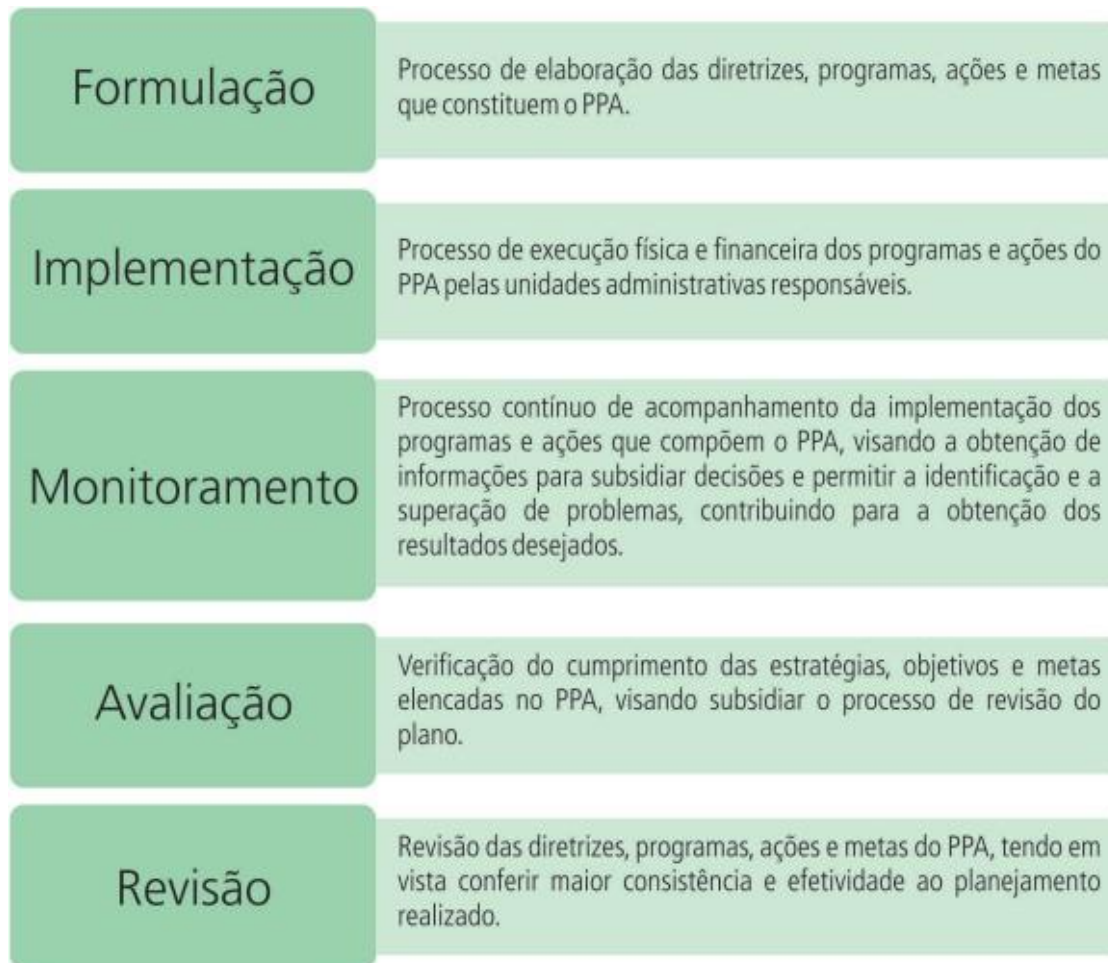 Formulação
Processo de elaboração das diretrizes, programas, ações e metas
que constituem o PPA.
Implementação
Processo de execução física e financeira dos programas e ações do
PPA pelas unidades administrativas responsáveis.
Monitoramento
Processo contínuo de acompanhamento da implementação dos
programas e ações que compõem o PPA, visando a obtenção de
informações para subsidiar decisões e permitir a identificação e a
superação de problemas, contribuindo para a obtenção dos
resultados desejados.
Avaliação
Verificação do cumprimento das estratégias, objetivos e metas
elencadas no PPA, visando subsidiar o processo de revisão do
plano.
Revisão
Revisão das diretrizes, programas, ações e metas do PPA, tendo em
vista conferir maior consistência e efetividade ao planejamento
realizado.